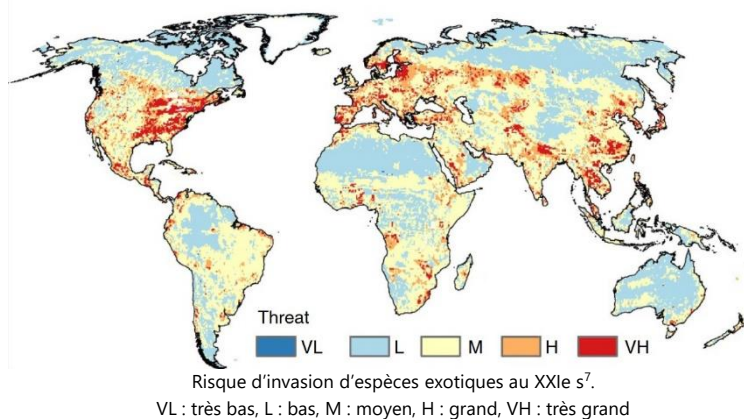 Threat
VL L M H VH
Risque d’invasion d’espèces exotiques au XXIe s⁷.
VL : très bas, L : bas, M : moyen, H : grand, VH : très grand